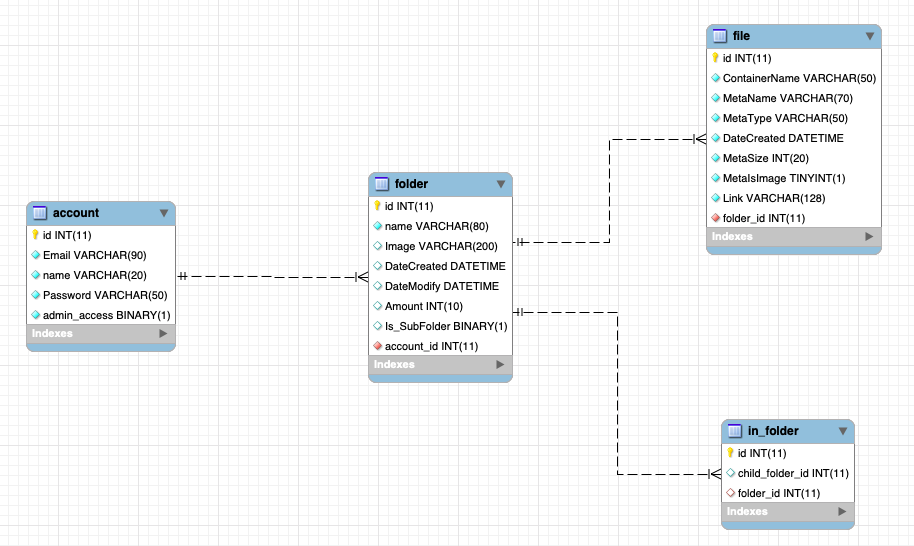 account
id INT(11)
Email VARCHAR(90)
name VARCHAR(20)
Password VARCHAR(50)
admin_access BINARY(1)
Indexes
folder
id INT(11)
name VARCHAR(80)
Image VARCHAR(200)
DateCreated DATETIME
DateModify DATETIME
Amount INT(10)
Is_SubFolder BINARY(1)
account_id INT(11)
Indexes
file
id INT(11)
ContainerName VARCHAR(50)
MetaName VARCHAR(70)
MetaType VARCHAR(50)
DateCreated DATETIME
MetaSize INT(20)
MetaIsImage TINYINT(1)
Link VARCHAR(128)
folder_id INT(11)
Indexes
in_folder
id INT(11)
child_folder_id INT(11)
folder_id INT(11)
Indexes